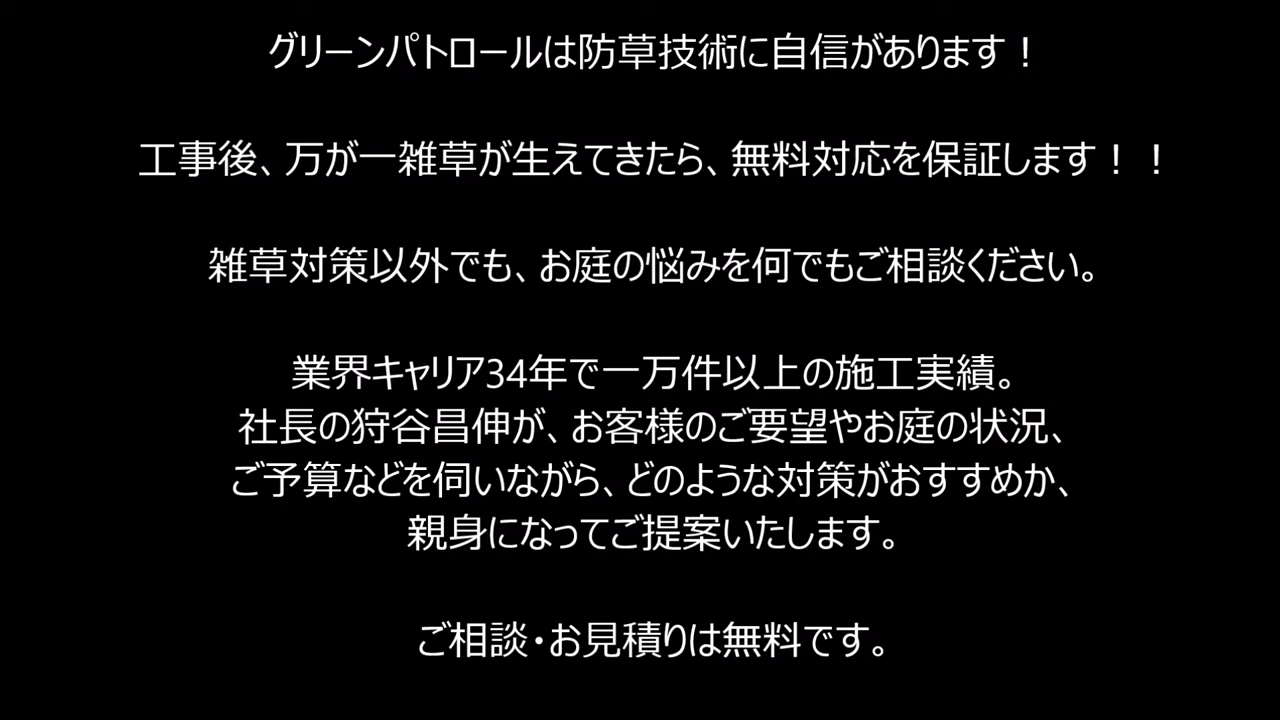 グリーンパトロールは防草技術に自信があります！
工事後、万が一雑草が生えてきたら、無料対応を保証します！！
雑草対策以外でも、お庭の悩みを何でもご相談ください。
業界キャリア34年で一万件以上の施工実績。
社長の狩谷昌伸が、お客様のご要望やお庭の状況、
ご予算などを伺いながら、どのような対策がおすすめか、
親身になってご提案いたします。
ご相談・お見積りは無料です。